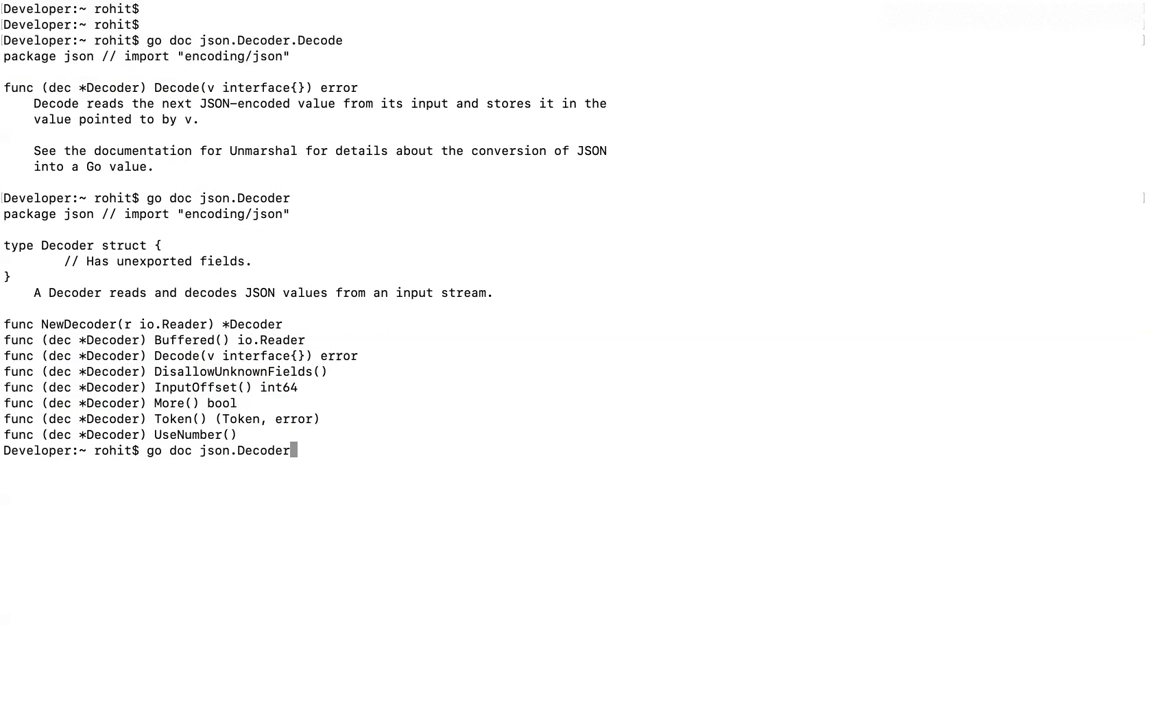 Developer:~ rohit$
Developer:~ rohit$
Developer:~ rohit$ go doc json.Decoder.Decode
package json // import "encoding/json"
func (dec *Decoder) Decode(v interface{}) error
Decode reads the next JSON-encoded value from its input and stores it in the
value pointed to by v.
See the documentation for Unmarshal for details about the conversion of JSON
into a Go value.
Developer:~ rohit$ go doc json.Decoder
package json // import "encoding/json"
type Decoder struct {
// Has unexported fields.
}
A Decoder reads and decodes JSON values from an input stream.
func NewDecoder(r io.Reader) *Decoder
func (dec *Decoder) Buffered() io.Reader
func (dec *Decoder) Decode(v interface{}) error
func (dec *Decoder) DisallowUnknownFields()
func (dec *Decoder) InputOffset() int64
func (dec *Decoder) More() bool
func (dec *Decoder) Token() (Token, error)
func (dec *Decoder) UseNumber()
Developer:~ rohit$ go doc json.Decoder